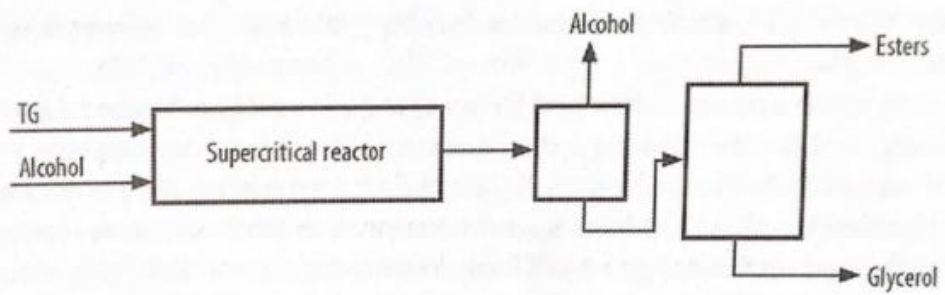 Alcohol
Esters
TG
Supercritical reactor
Alcohol
Glycerol